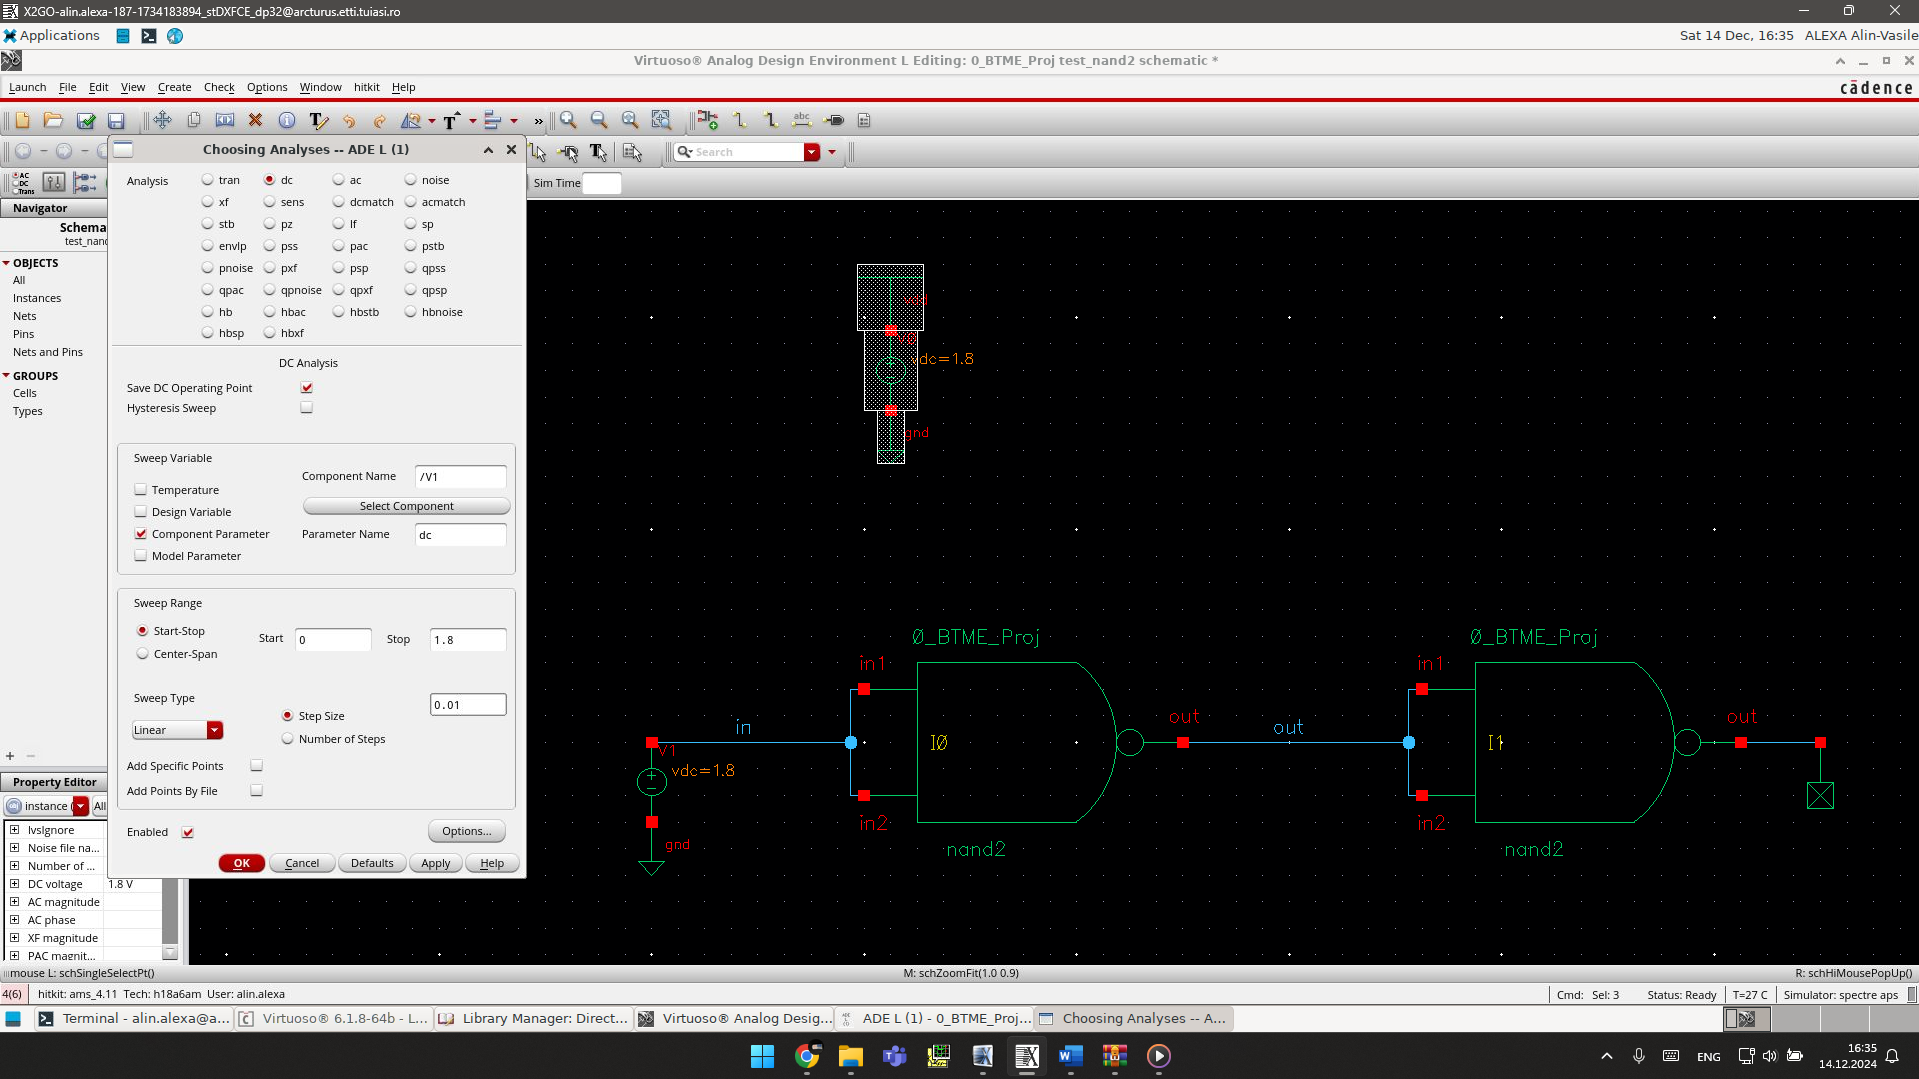 X2GO-alin.alexa-187-1734183894_stDXFCE_dp32@arcturus.etti.tuiasi.ro
Applications
Sat 14 Dec, 16:35 ALEXA Alin-Vasile
Virtuoso® Analog Design Environment L Editing: 0_BTME_Proj test_nand2 schematic *
Launch File Edit View Create Check Options Window hitkit Help
cādence
Search
Sim Time
AC
DC
Trans
Navigator
Schema
test_nand
OBJECTS
All
Instances
Nets
Pins
Nets and Pins
GROUPS
Cells
Types
Property Editor
instance All
lvsIgnore
Noise file na...
Number of ...
DC voltage 1.8 V
AC magnitude
AC phase
XF magnitude
PAC magnit...
Choosing Analyses -- ADE L (1)
Analysis tran dc ac noise
xf sens dcmatch acmatch
stb pz lf sp
envlp pss pac pstb
pnoise pxf psp qpss
qpac qpnoise qpxf qpsp
hb hbac hbstb hbnoise
hbsp hbxf
DC Analysis
Save DC Operating Point
Hysteresis Sweep
Sweep Variable
Temperature
Design Variable
Component Parameter
Model Parameter
Component Name /V1
Select Component
Parameter Name dc
Sweep Range
Start-Stop
Center-Span
Start 0 Stop 1.8
Sweep Type
Linear
Step Size
Number of Steps
0.01
Add Specific Points
Add Points By File
Enabled
Options...
OK Cancel Defaults Apply Help
vdd
vdc=1.8
gnd
0_BTME_Proj
in1
in
I0
V1
vdc=1.8
gnd
in2
nand2
out
out
0_BTME_Proj
in1
I1
in2
nand2
out
mouse L: schSingleSelectPt()
M: schZoomFit(1.0 0.9)
R: schHiMousePopUp()
4(6) hitkit: ams_4.11 Tech: h18a6am User: alin.alexa
Cmd: Sel: 3 Status: Ready T=27 C Simulator: spectre aps
Terminal - alin.alexa@a...
Virtuoso® 6.1.8-64b - L...
Library Manager: Direct...
Virtuoso® Analog Desig...
ADE L (1) - 0_BTME_Proj...
Choosing Analyses -- A...
ENG
16:35
14.12.2024